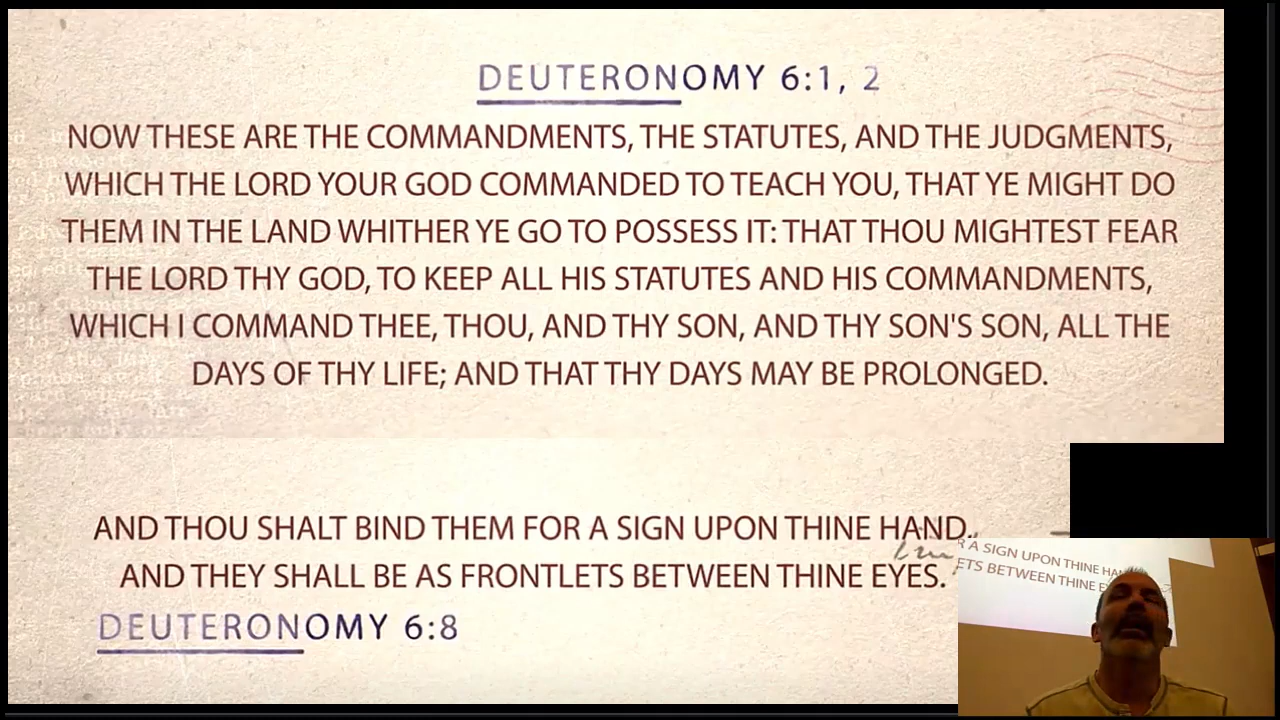 DEUTERONOMY 6:1, 2
NOW THESE ARE THE COMMANDMENTS, THE STATUTES, AND THE JUDGMENTS,
WHICH THE LORD YOUR GOD COMMANDED TO TEACH YOU, THAT YE MIGHT DO
THEM IN THE LAND WHITHER YE GO TO POSSESS IT: THAT THOU MIGHTEST FEAR
THE LORD THY GOD, TO KEEP ALL HIS STATUTES AND HIS COMMANDMENTS,
WHICH I COMMAND THEE, THOU, AND THY SON, AND THY SON'S SON, ALL THE
DAYS OF THY LIFE; AND THAT THY DAYS MAY BE PROLONGED.
AND THOU SHALT BIND THEM FOR A SIGN UPON THINE HAND,
AND THEY SHALL BE AS FRONTLETS BETWEEN THINE EYES.
DEUTERONOMY 6:8
A SIGN UPON THINE
BETWEEN THINE